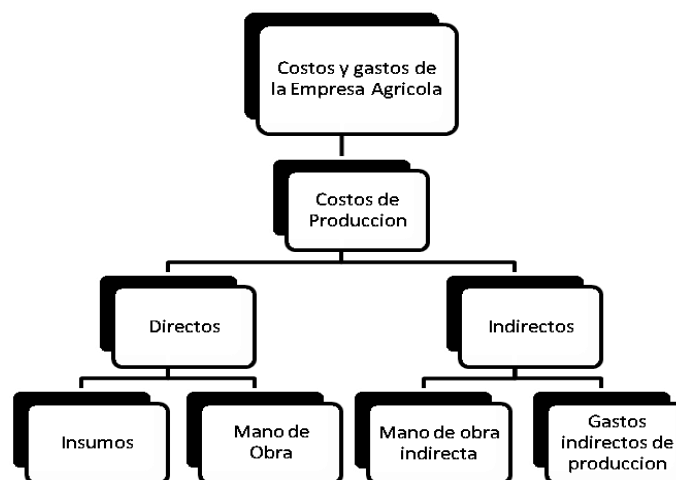 Costos y gastos de
la Empresa Agricola
Costos de
Produccion
Directos
Indirectos
Insumos
Mano de
Obra
Mano de obra
indirecta
Gastos
indirectos de
produccion